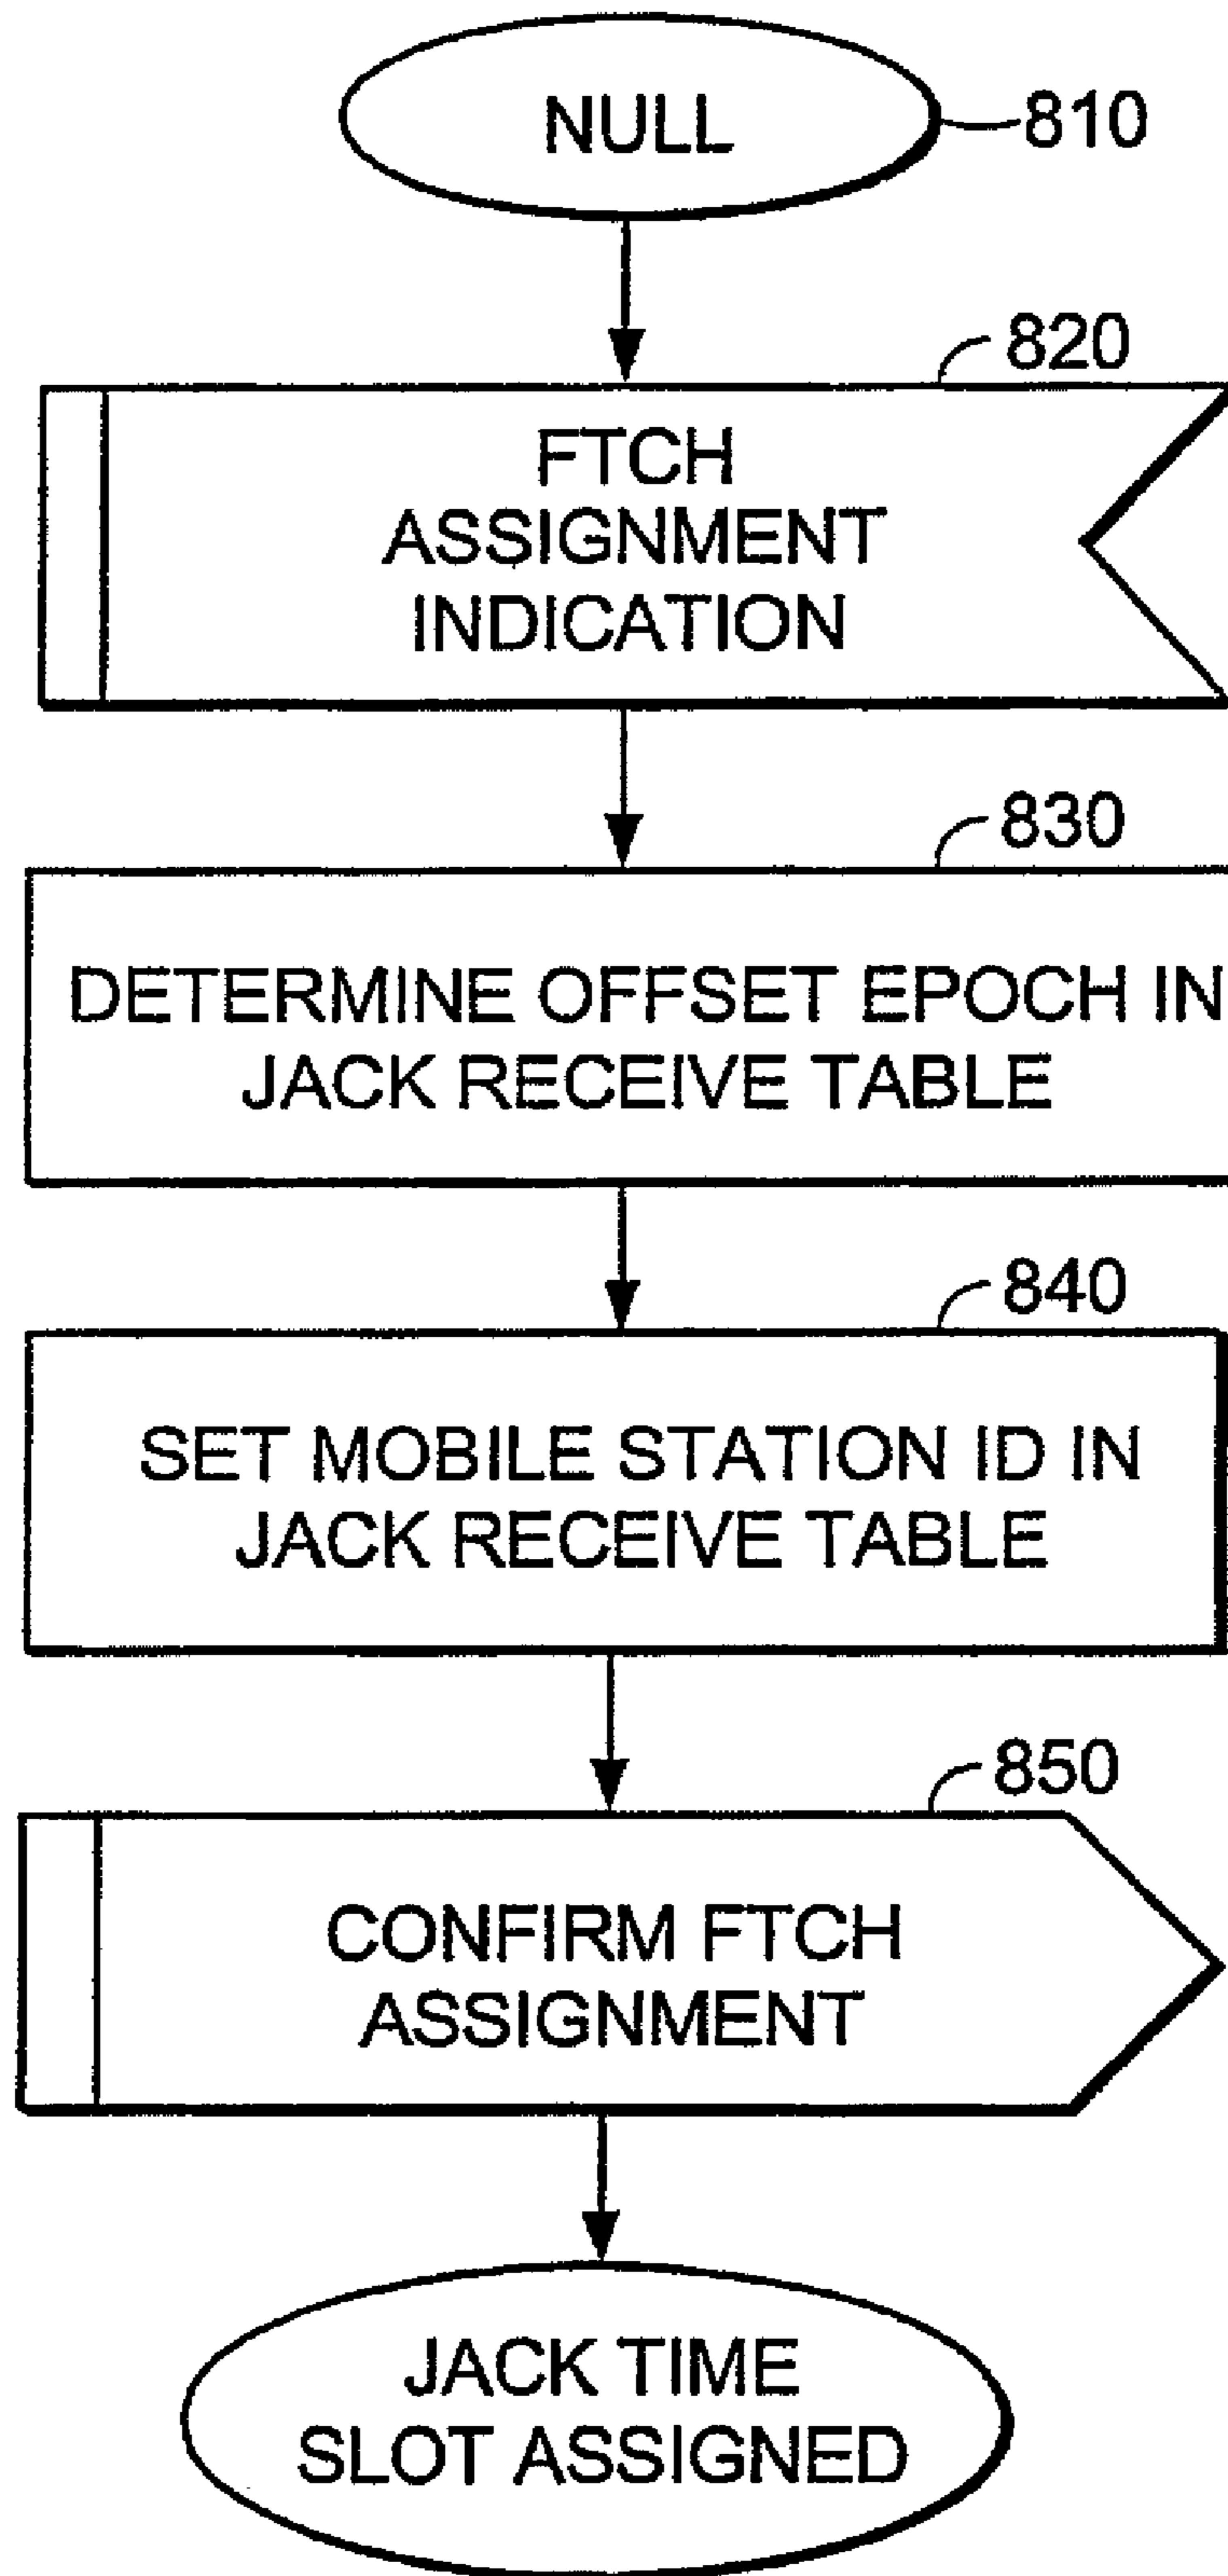 NULL
810
820
FTCH
ASSIGNMENT
INDICATION
830
DETERMINE OFFSET EPOCH IN
JACK RECEIVE TABLE
840
SET MOBILE STATION ID IN
JACK RECEIVE TABLE
850
CONFIRM FTCH
ASSIGNMENT
JACK TIME
SLOT ASSIGNED